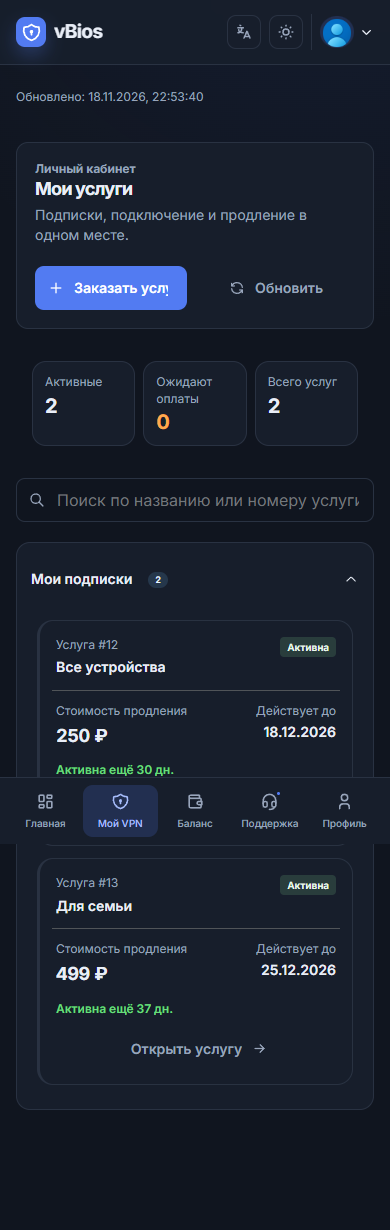 vBios
Обновлено: 18.11.2026, 22:53:40
Личный кабинет
Мои услуги
Подписки, подключение и продление в
одном месте.
Заказать усл
Обновить
Активные
2
Ожидают
оплаты
0
Всего услуг
2
Поиск по названию или номеру услуги
Мои подписки 2
Услуга #12
Активна
Все устройства
Стоимость продления
Действует до
250 ₽
18.12.2026
Активна ещё 30 дн.
Главная
Мой VPN
Баланс
Поддержка
Профиль
Услуга #13
Активна
Для семьи
Стоимость продления
Действует до
499 ₽
25.12.2026
Активна ещё 37 дн.
Открыть услугу →